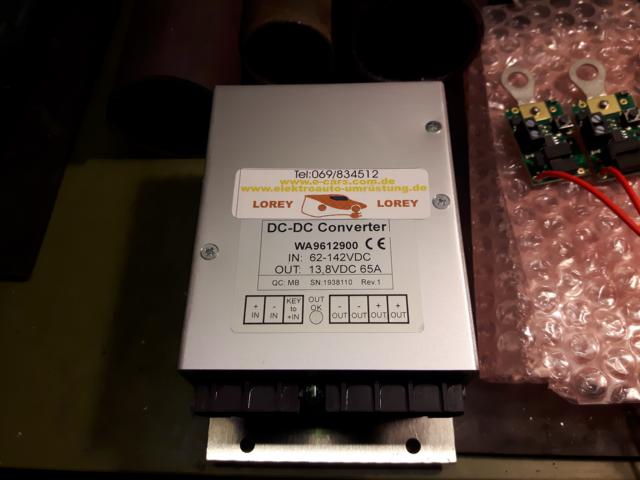 Tel:069/834512
www.e-cars.com.de
www.elektroauto-umrüstung.de
LOREY LOREY
DC-DC Converter
WA9612900 CE
IN: 62-142VDC
OUT: 13,8VDC 65A
QC: MB SN:1938110 Rev.1
+ IN
- IN
KEY to +IN
OUT OK
- OUT
- OUT
+ OUT
+ OUT